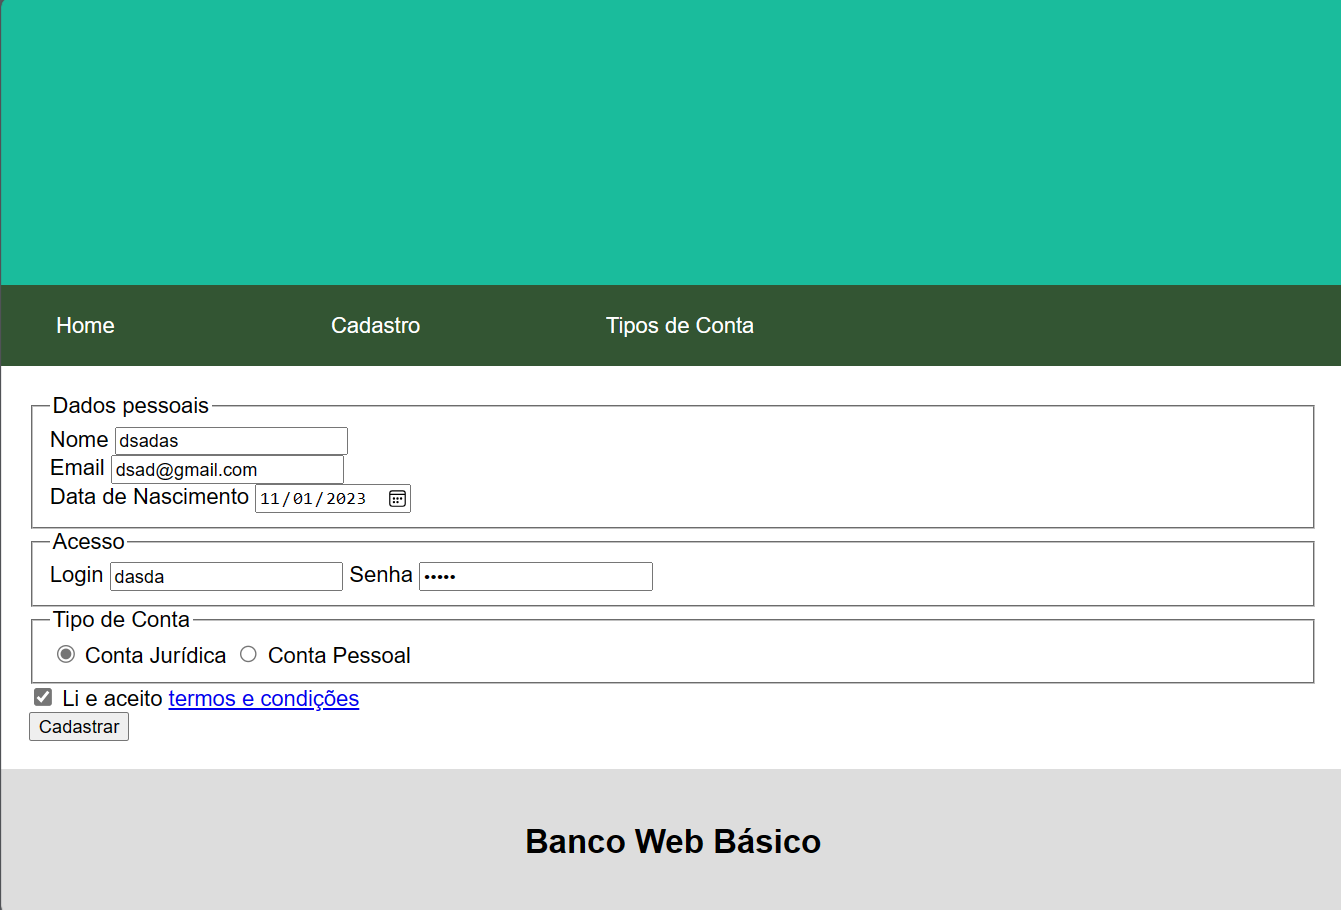 Home Cadastro Tipos de Conta
Dados pessoais
Nome dsadas
Email dsad@gmail.com
Data de Nascimento 11/01/2023
Acesso
Login dasda Senha •••••
Tipo de Conta
Conta Jurídica Conta Pessoal
Li e aceito termos e condições
Cadastrar
Banco Web Básico